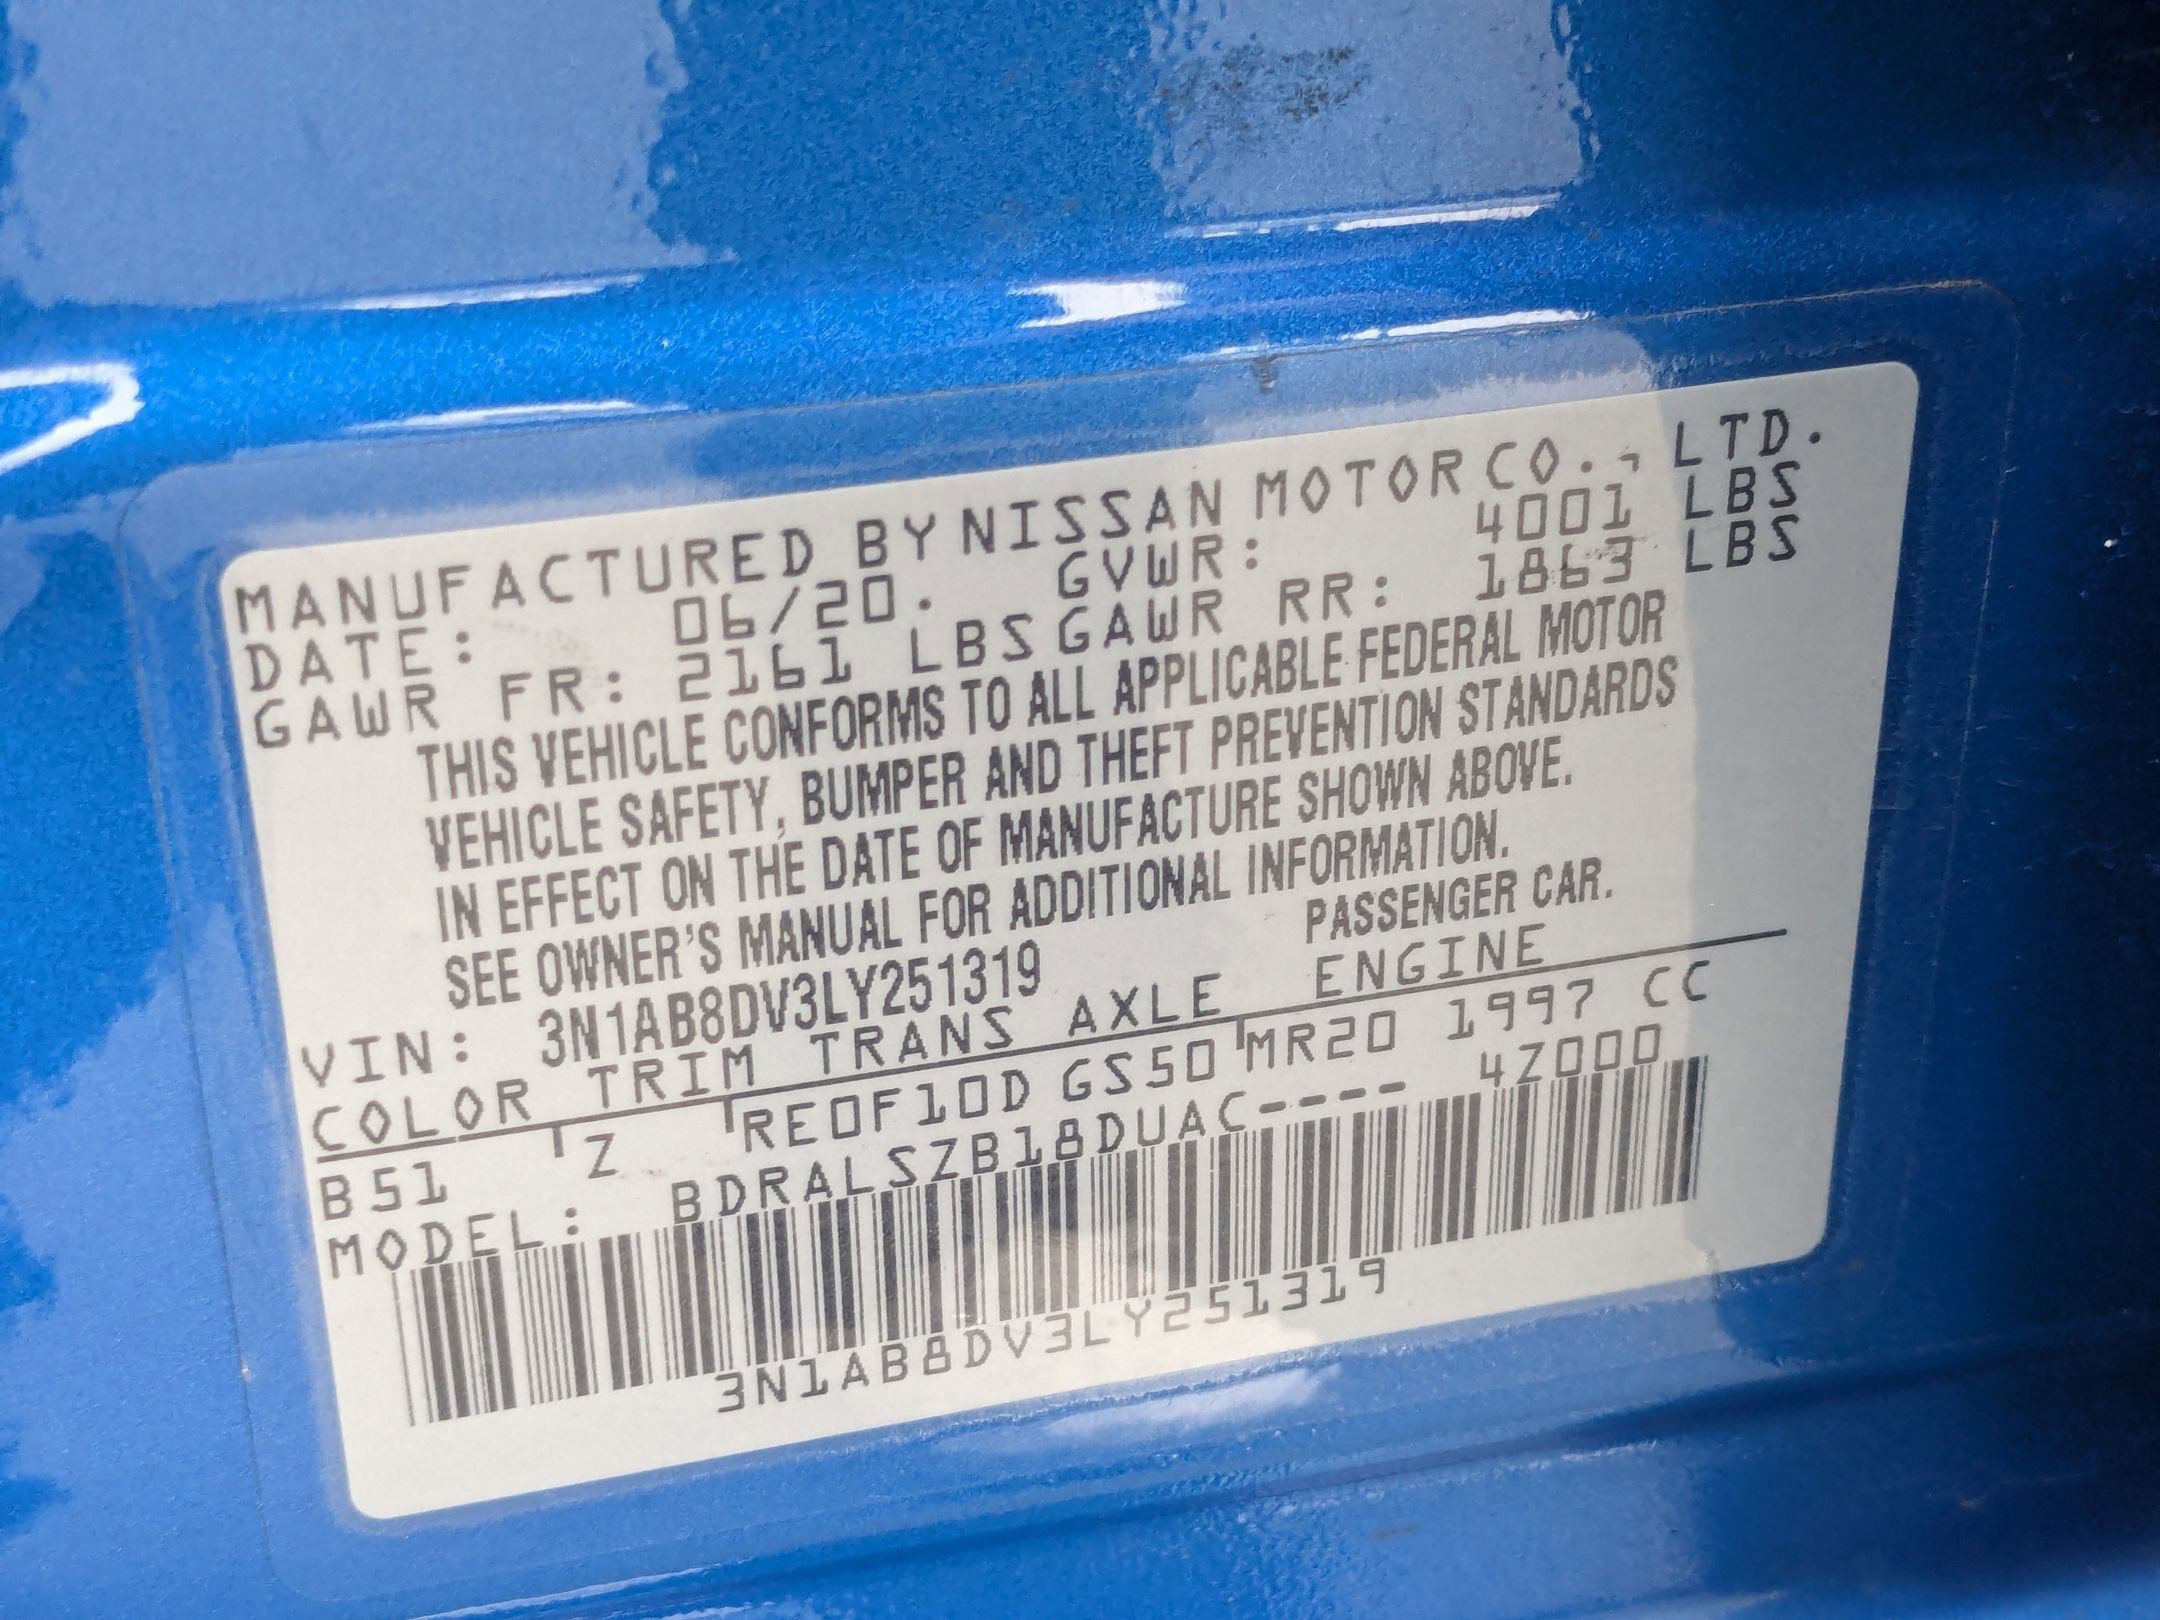 MANUFACTURED BY NISSAN MOTOR CO., LTD.
DATE: 06/20. GVWR: 4001 LBS
GAWR FR: 2161 LBS GAWR RR: 1863 LBS
THIS VEHICLE CONFORMS TO ALL APPLICABLE FEDERAL MOTOR
VEHICLE SAFETY, BUMPER AND THEFT PREVENTION STANDARDS
IN EFFECT ON THE DATE OF MANUFACTURE SHOWN ABOVE.
SEE OWNER'S MANUAL FOR ADDITIONAL INFORMATION.
VIN: 3N1AB8DV3LY251319 PASSENGER CAR.
COLOR TRIM TRANS AXLE ENGINE
B51 Z RE0F10D GS50 MR20 1997 CC
MODEL: BDRALSZB18DUAC---- 4Z000
3N1AB8DV3LY251319